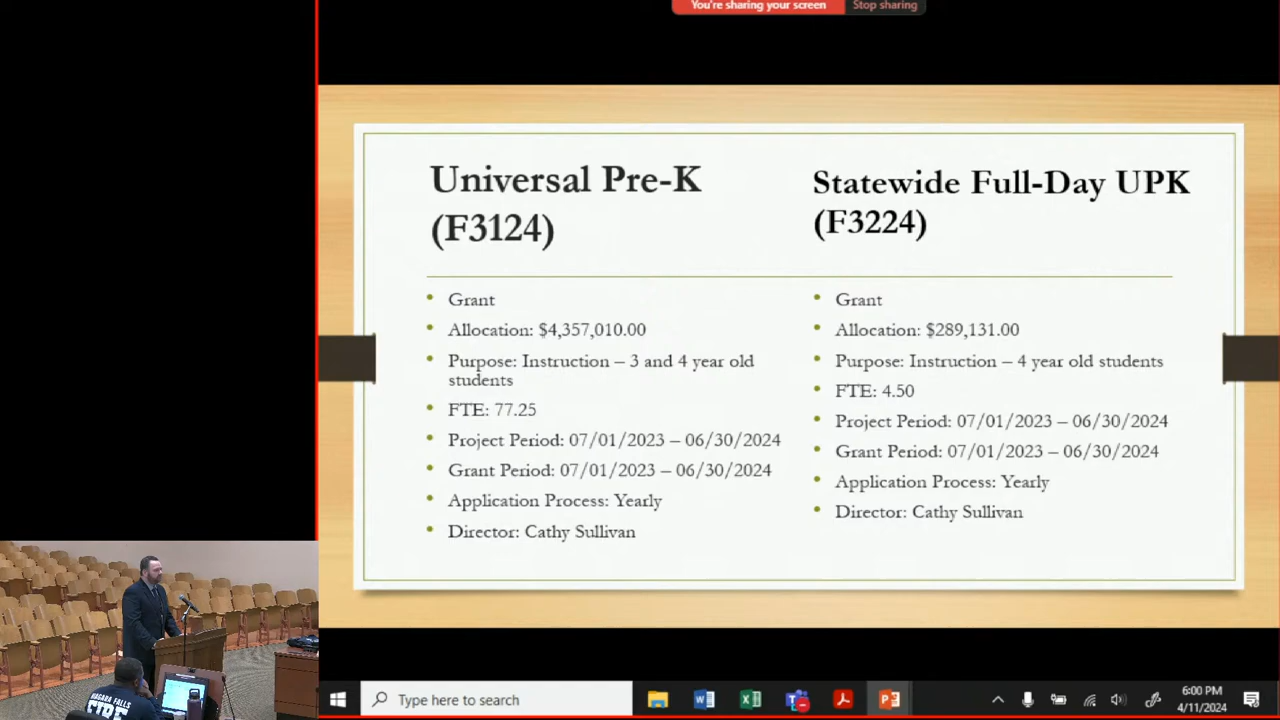 You're sharing your screen
Stop sharing
Universal Pre-K
(F3124)
• Grant
• Allocation: $4,357,010.00
• Purpose: Instruction – 3 and 4 year old
students
• FTE: 77.25
• Project Period: 07/01/2023 – 06/30/2024
• Grant Period: 07/01/2023 – 06/30/2024
• Application Process: Yearly
• Director: Cathy Sullivan
Statewide Full-Day UPK
(F3224)
• Grant
• Allocation: $289,131.00
• Purpose: Instruction – 4 year old students
• FTE: 4.50
• Project Period: 07/01/2023 – 06/30/2024
• Grant Period: 07/01/2023 – 06/30/2024
• Application Process: Yearly
• Director: Cathy Sullivan
NIAGARA FALLS
FIRE
Type here to search
6:00 PM
4/11/2024